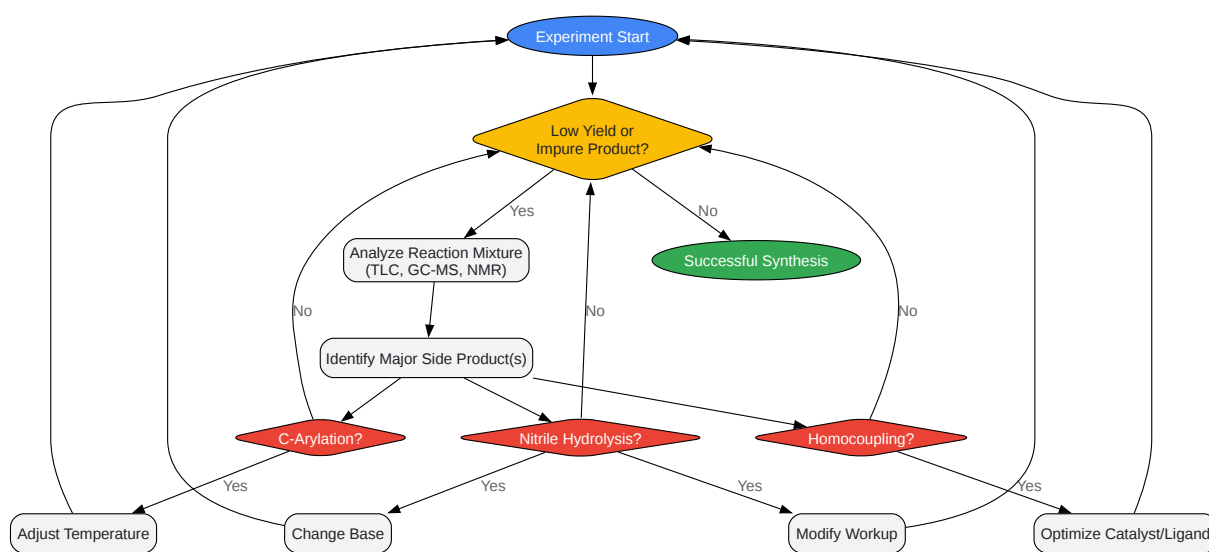 Experiment Start
Low Yield or
Impure Product?
Yes
No
Analyze Reaction Mixture
(TLC, GC-MS, NMR)
Successful Synthesis
No
No
No
Identify Major Side Product(s)
C-Arylation?
Nitrile Hydrolysis?
Homocoupling?
Yes
Yes
Yes
Yes
Adjust Temperature
Change Base
Modify Workup
Optimize Catalyst/Ligand